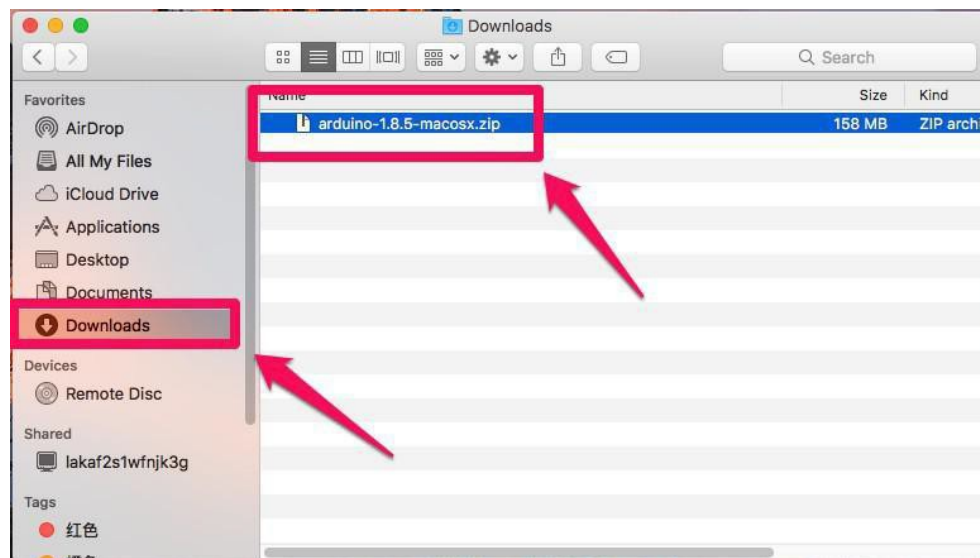 Downloads
Search
Favorites
AirDrop
All My Files
iCloud Drive
Applications
Desktop
Documents
Downloads
Devices
Remote Disc
Shared
lakaf2s1wfnjk3g
Tags
红色
Name Size Kind
arduino-1.8.5-macosx.zip 158 MB ZIP archi